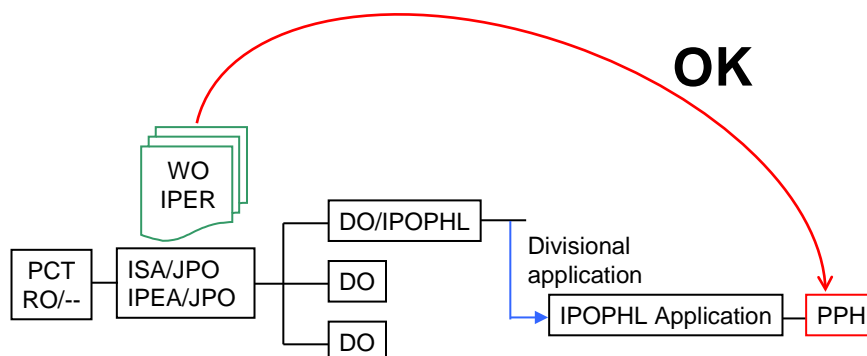 OK
WO
IPER
DO/IPOPHL
Divisional
application
PCT
RO/--
ISA/JPO
IPEA/JPO
DO
IPOPHL Application
PPH
DO